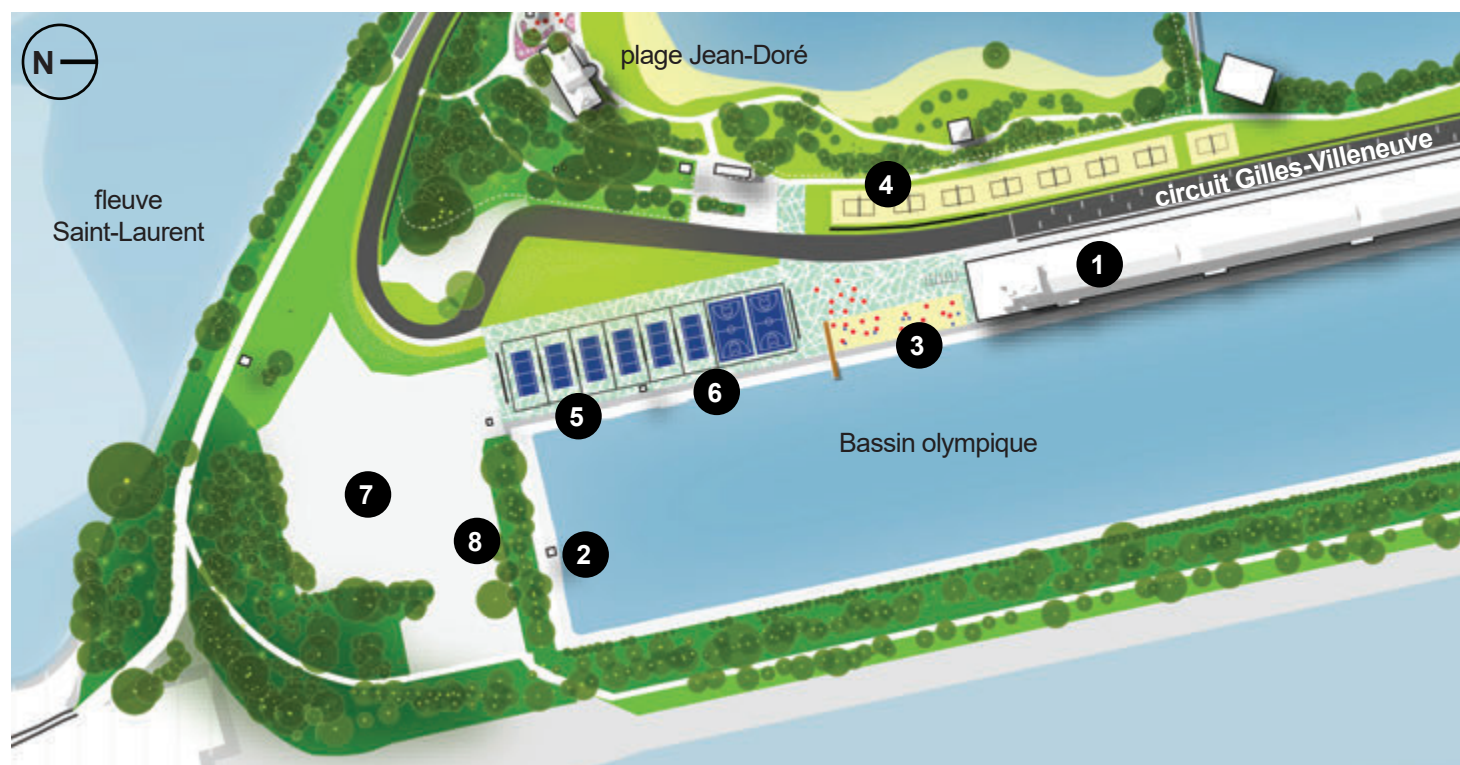 N
plage Jean-Doré
fleuve
Saint-Laurent
circuit Gilles-Villeneuve
4
1
3
6
5
Bassin olympique
7
8
2